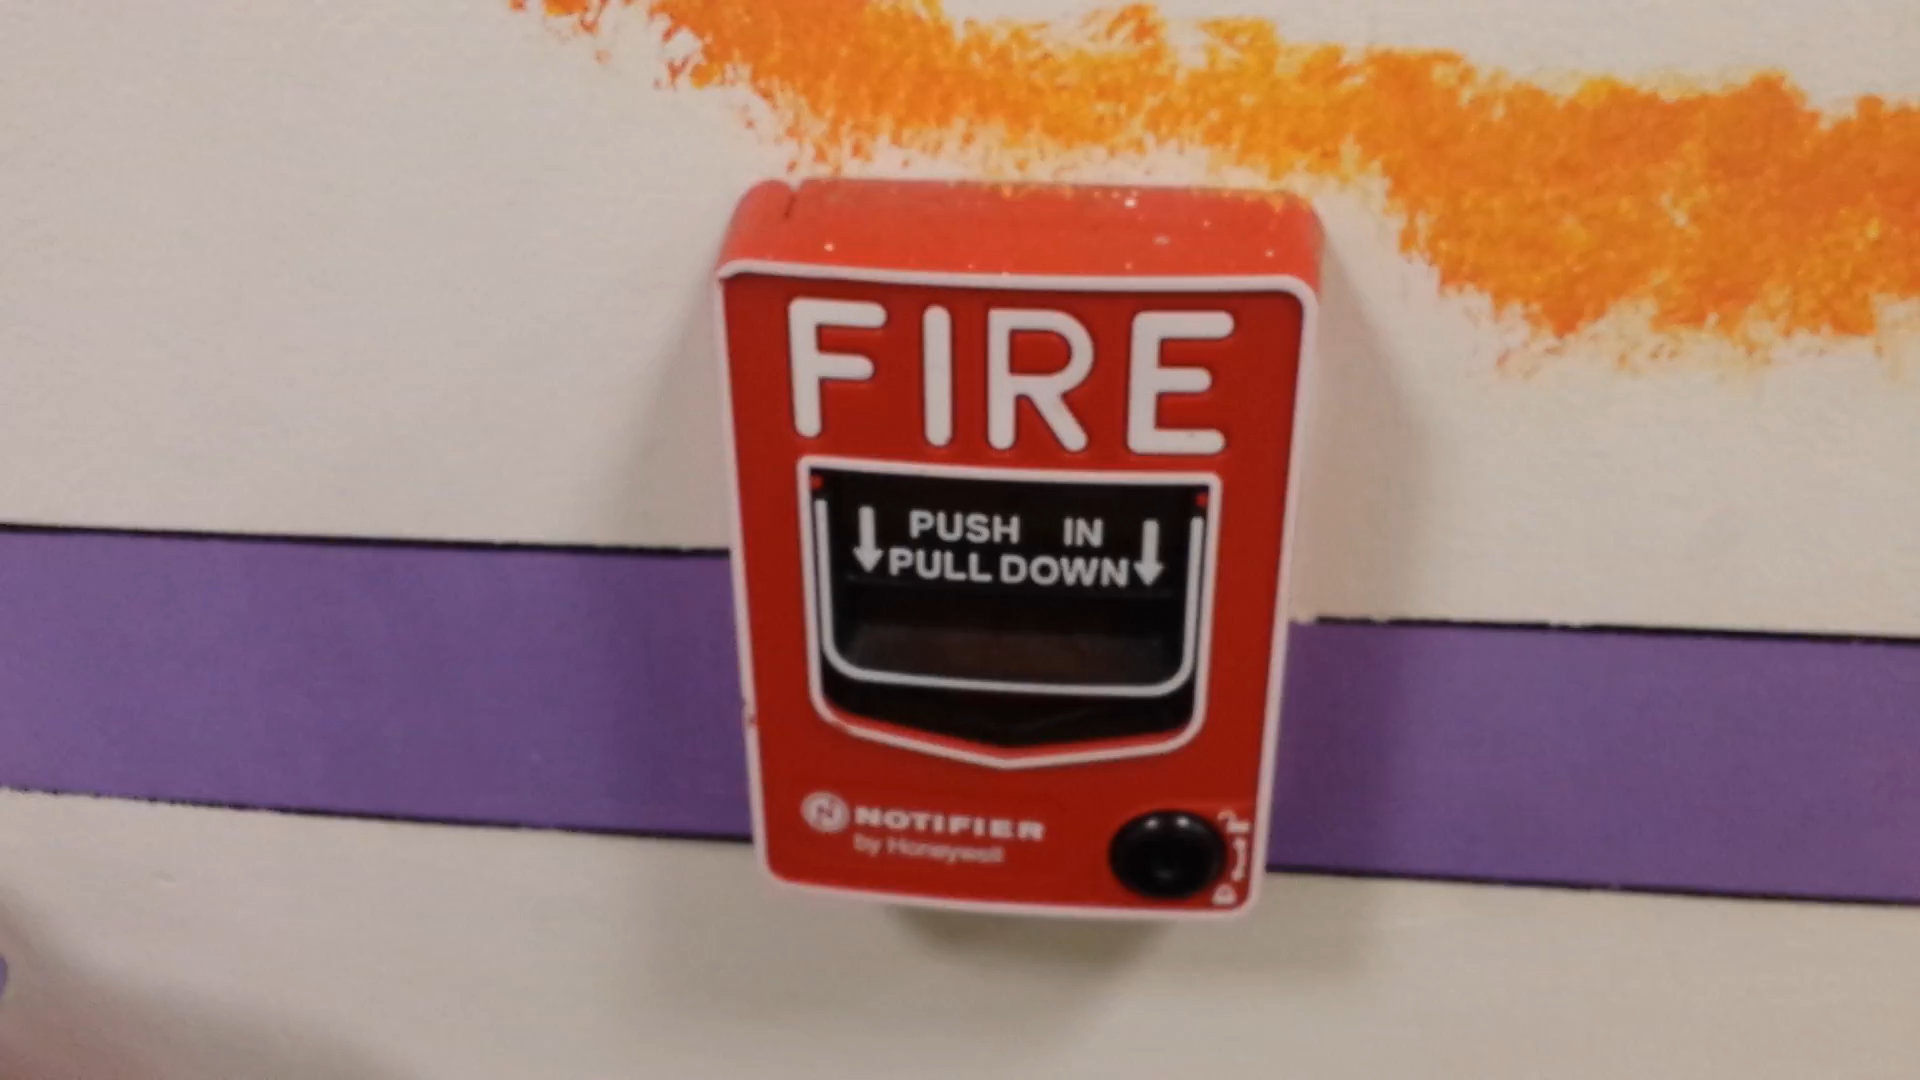 FIRE
PUSH IN
PULL DOWN
NOTIFIER
by Honeywell